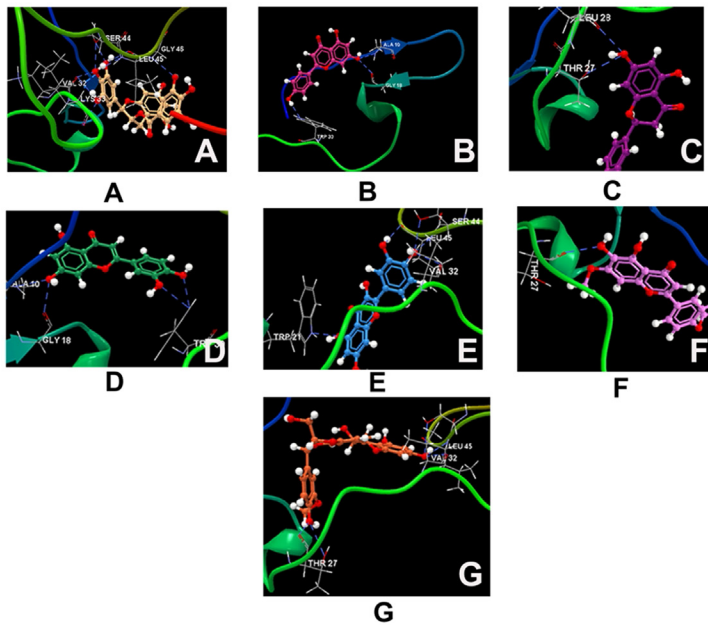 SER 44
GLY 45
LEU 45
VAL 32
LYS 33
A
A
ALA 10
GLY 18
TRP 33
B
B
LEU 28
THR 27
C
C
ALA 10
GLY 18
D
D
SER 44
LEU 45
VAL 32
TRP 21
E
E
THR 27
F
F
LEU 45
VAL 32
THR 27
G
G